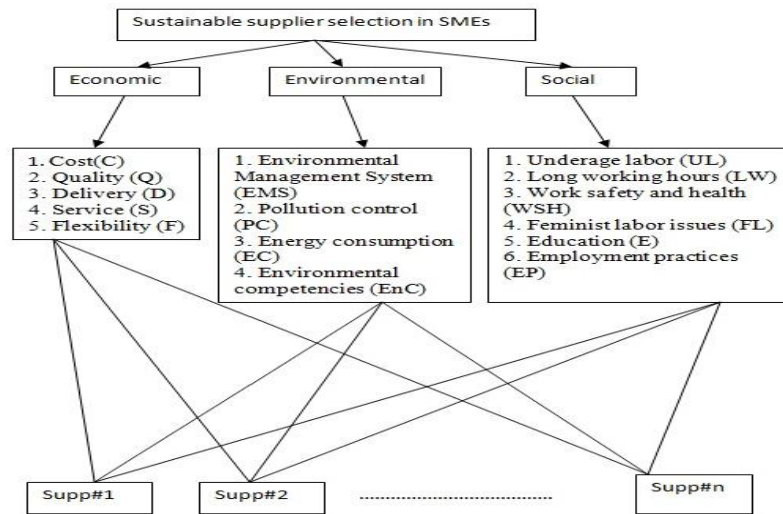 Sustainable supplier selection in SMEs
Economic
Environmental
Social
1. Cost(C)
2. Quality (Q)
3. Delivery (D)
4. Service (S)
5. Flexibility (F)
1. Environmental
Management System
(EMS)
2. Pollution control
(PC)
3. Energy consumption
(EC)
4. Environmental
competencies (EnC)
1. Underage labor (UL)
2. Long working hours (LW)
3. Work safety and health
(WSH)
4. Feminist labor issues (FL)
5. Education (E)
6. Employment practices
(EP)
Supp#1
Supp#2
Supp#n